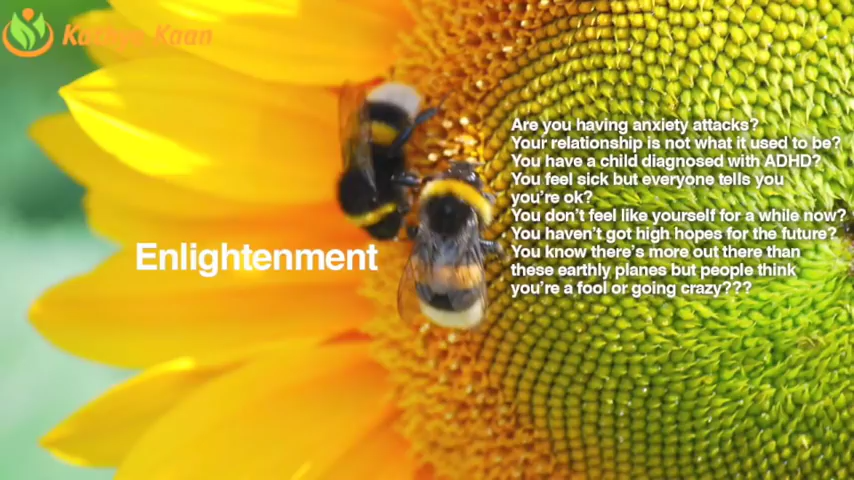 Kathye Kaan
Enlightenment
Are you having anxiety attacks?
Your relationship is not what it used to be?
You have a child diagnosed with ADHD?
You feel sick but everyone tells you
you're ok?
You don't feel like yourself for a while now?
You haven't got high hopes for the future?
You know there's more out there than
these earthly planes but people think
you're a fool or going crazy???